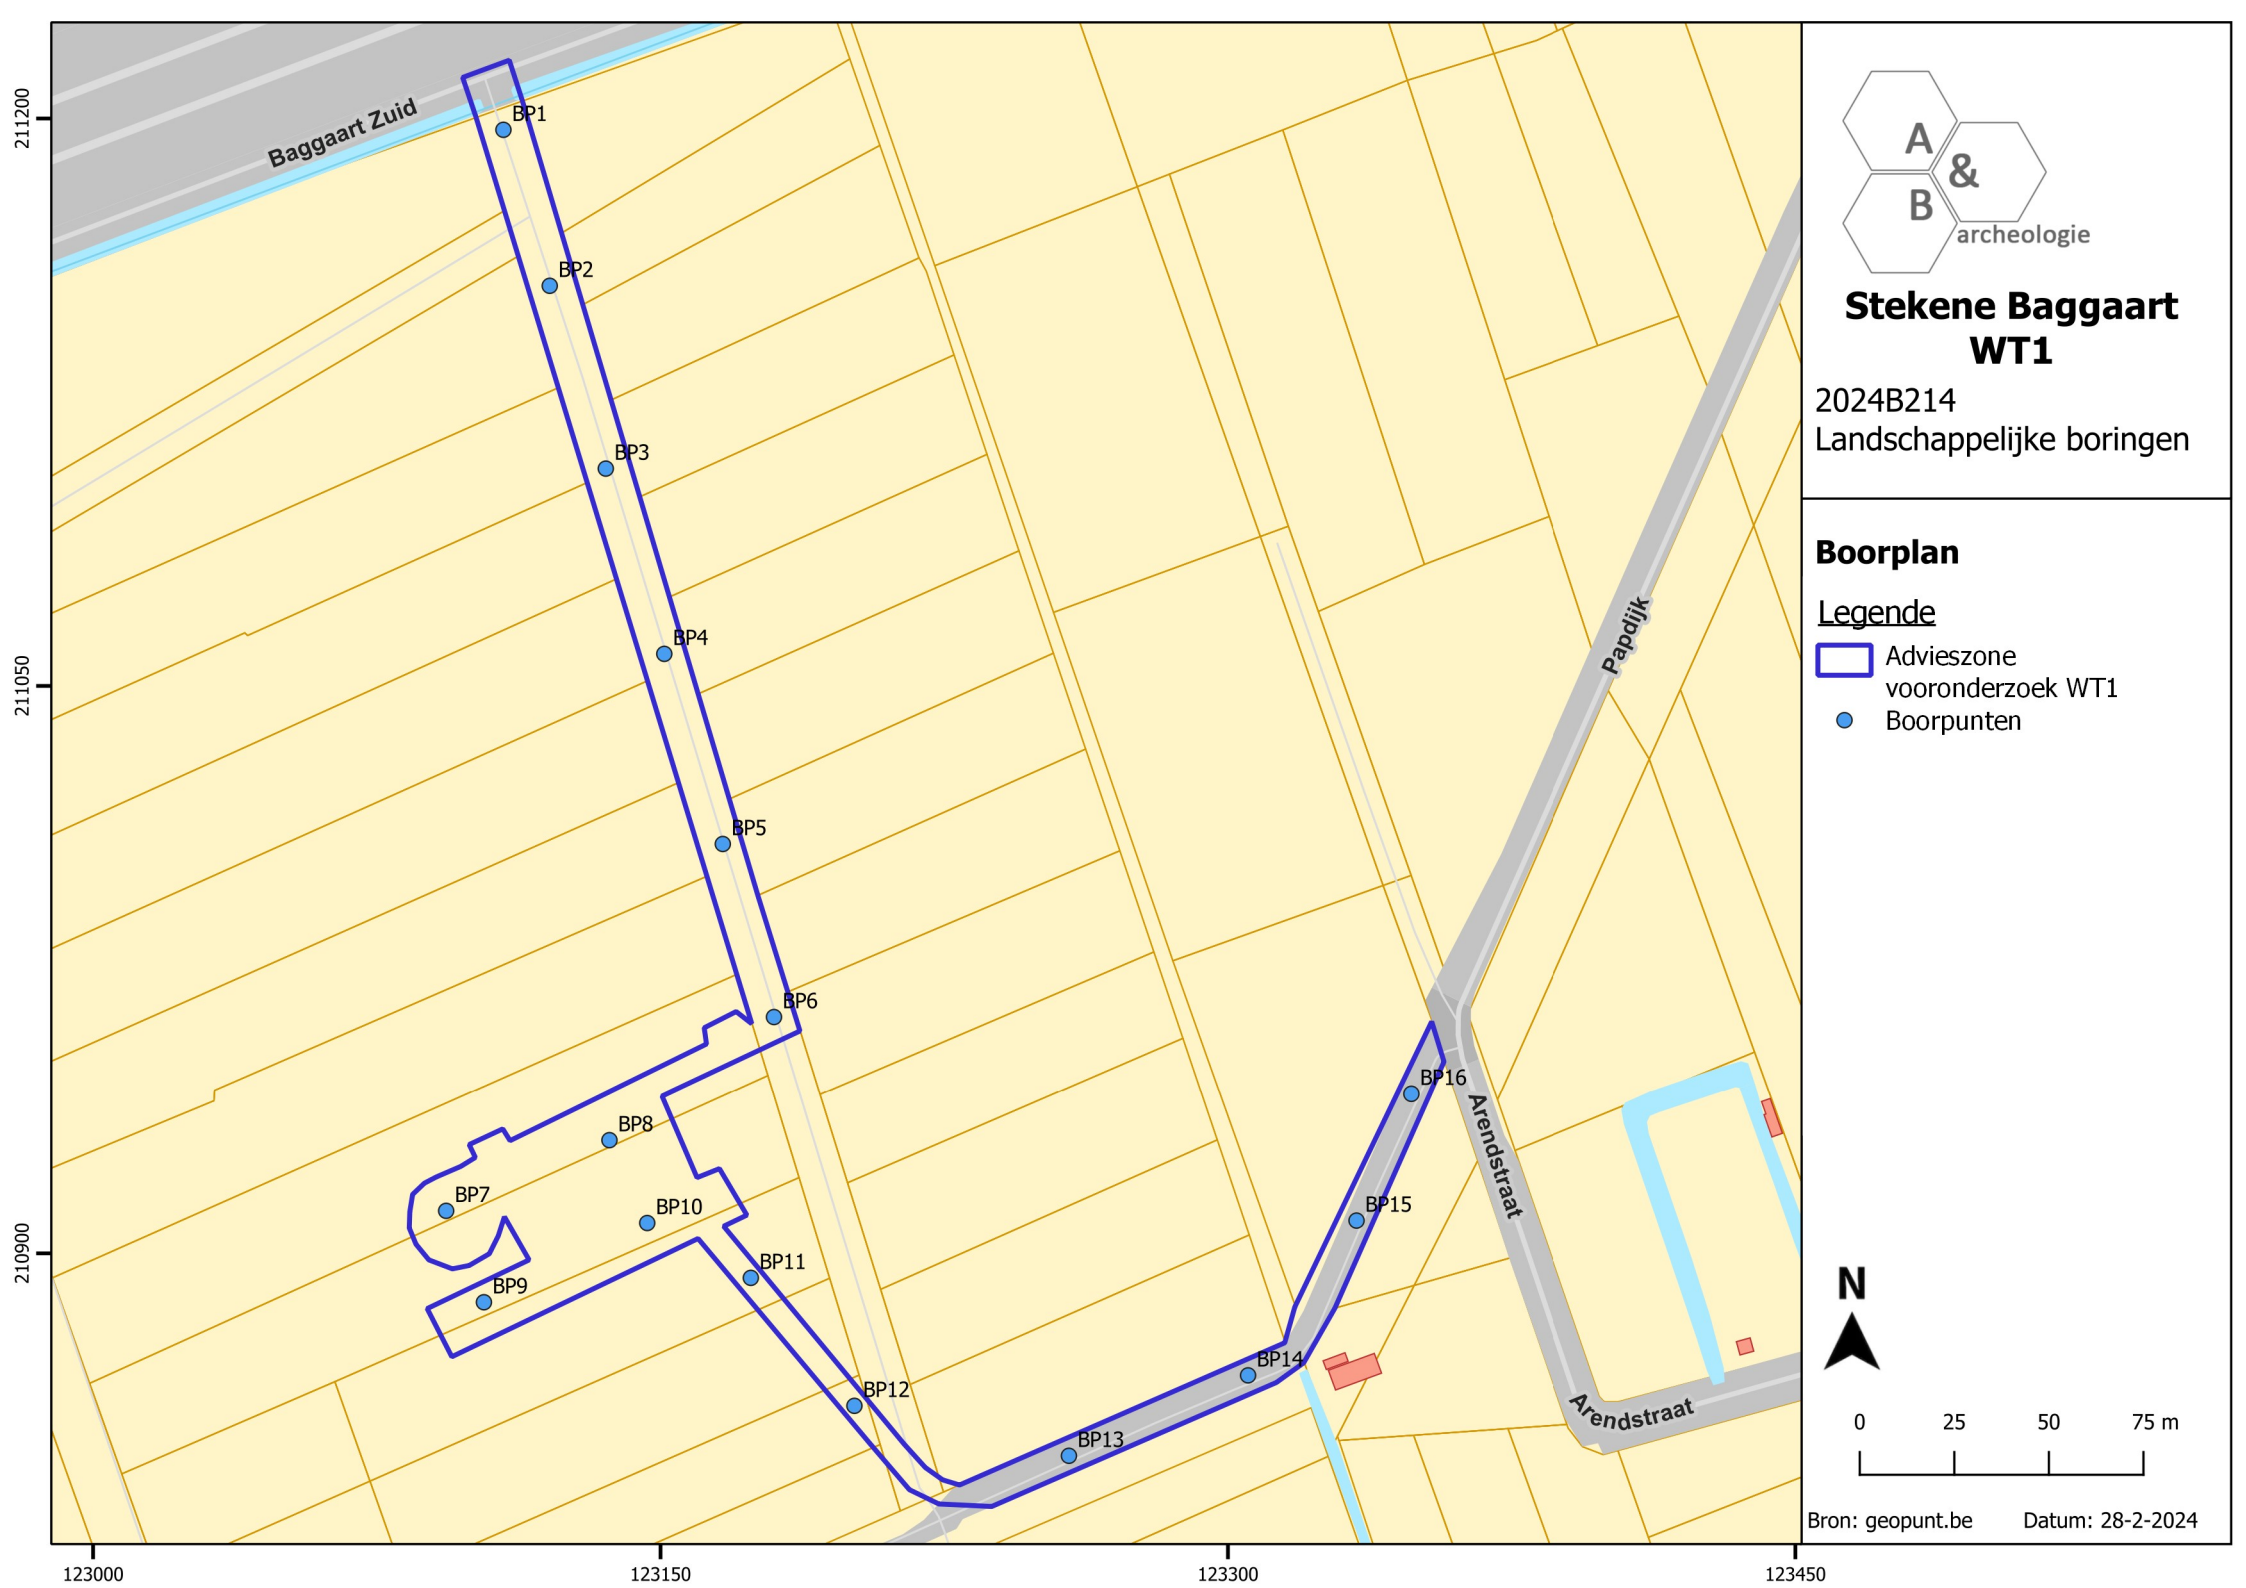 A
&
B
archeologie
Stekene Baggaart
WT1
2024B214
Landschappelijke boringen
Boorplan
Legende
Advieszone
vooronderzoek WT1
Boorpunten
N
0 25 50 75 m
Bron: geopunt.be Datum: 28-2-2024
211200
211050
210900
123000 123150 123300 123450
Baggaart Zuid
Papdijk
Arendstraat
Arendstraat
BP1
BP2
BP3
BP4
BP5
BP6
BP7
BP8
BP9
BP10
BP11
BP12
BP13
BP14
BP15
BP16